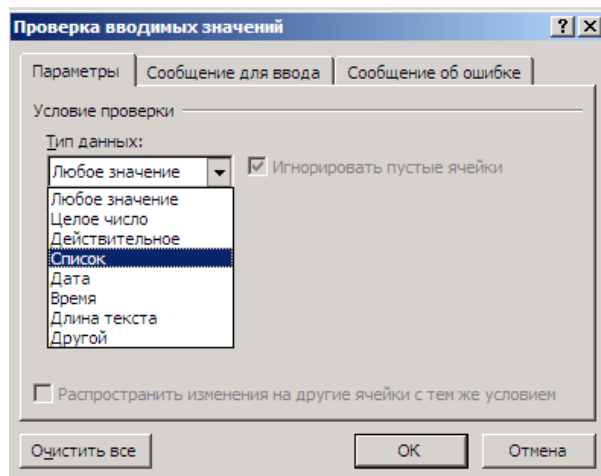 Проверка вводимых значений
Параметры Сообщение для ввода Сообщение об ошибке
Условие проверки
Тип данных:
Любое значение Игнорировать пустые ячейки
Любое значение
Целое число
Действительное
Список
Дата
Время
Длина текста
Другой
Распространить изменения на другие ячейки с тем же условием
Очистить все ОК Отмена